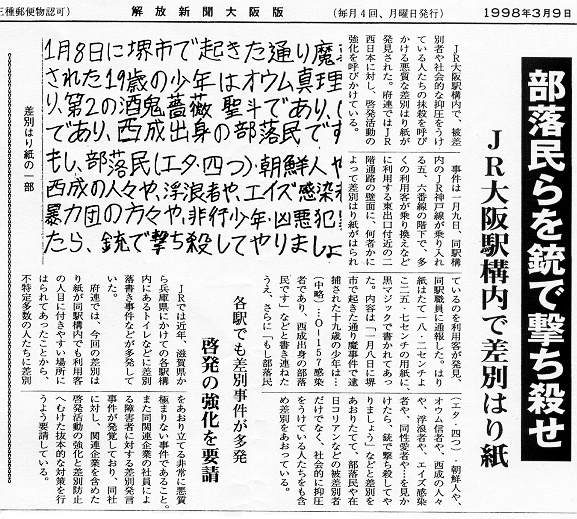 三種郵便物認可)
解放新聞大阪版
(毎月4回、月曜日発行)
1998年3月9日
部落民らを銃で撃ち殺せ
ＪＲ大阪駅構内で差別はり紙
ＪＲ大阪駅構内で、被差
別者や社会的な抑圧をうけ
ている人たちの抹殺を呼び
かける悪質な差別はり紙が
発見された。府連ではＪＲ
西日本に対し、啓発活動の
強化を呼びかけている。
事件は一月九日、同駅構
内のＪＲ神戸線が乗り入れ
る五、六番線の階下で、多
くの利用客が乗り換えなど
に利用する東出口付近の二
階通路の壁面に、何者かに
よって差別はり紙がはられ
1月8日に堺市で起きた通り魔
された19歳の少年はオウム真理
り、第2の酒鬼薔薇 聖斗であり、し
であり、西成出身の部落民です
もし、部落民(エタ・四つ)・朝鮮人や
西成の人々や、浮浪者や、エイズ感染
暴力団の方々や、非行少年・凶悪犯
たら、銃で撃ち殺してやりましょ
差別はり紙の一部
ているのを利用客が発見、
同駅職員に通報した。はり
紙はたて一八・二センチよ
こ二五・七センチの用紙に、
黒マジックで書かれてあっ
た。内容は「一月八日に堺
市で起きた通り魔事件で逮
捕された十九歳の少年は…
(中略)…Ｏ－１５７感染
者であり、西成出身の部落
民です」などと書き連ねた
うえ、さらに「もし部落民
各駅でも差別事件が多発
啓発の強化を要請
(エタ・四つ)、朝鮮人や、
オウム信者や、西成の人々
や、浮浪者や、エイズ感染
者や、同性愛者や…を見か
けたら、銃で撃ち殺してや
りましょう」などと差別を
あおりたてて、部落民や在
日コリアンなどの被差別者
だけでなく、社会的に抑圧
をうけている人たちをも含
め差別をあおっている。
ＪＲでは近年、滋賀県か
ら兵庫県にかけての各駅構
内にあるトイレなどに差別
落書き事件などが多発して
いた。
府連では、今回の差別は
り紙が同駅構内でも利用客
の人目に付きやすい場所に
はられてあったことから、
不特定多数の人たちに差別
をあおり立てる非常に悪質
極まりない事件であること。
また同関連企業の社員によ
る障害者に対する差別発言
事件が発覚しており、同社
に対し、関連企業を含めた
啓発活動の強化と差別防止
へむけた抜本的な対策を行
うよう要請している。